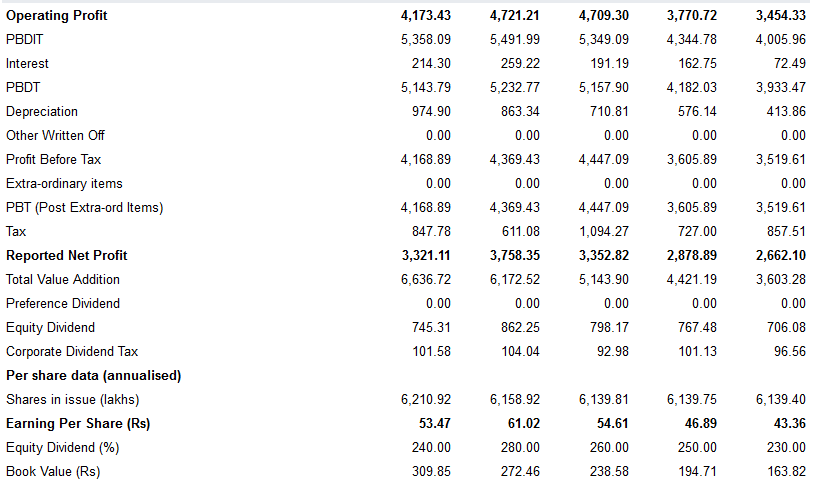 Operating Profit 4,173.43 4,721.21 4,709.30 3,770.72 3,454.33
PBDIT 5,358.09 5,491.99 5,349.09 4,344.78 4,005.96
Interest 214.30 259.22 191.19 162.75 72.49
PBDT 5,143.79 5,232.77 5,157.90 4,182.03 3,933.47
Depreciation 974.90 863.34 710.81 576.14 413.86
Other Written Off 0.00 0.00 0.00 0.00 0.00
Profit Before Tax 4,168.89 4,369.43 4,447.09 3,605.89 3,519.61
Extra-ordinary items 0.00 0.00 0.00 0.00 0.00
PBT (Post Extra-ord Items) 4,168.89 4,369.43 4,447.09 3,605.89 3,519.61
Tax 847.78 611.08 1,094.27 727.00 857.51
Reported Net Profit 3,321.11 3,758.35 3,352.82 2,878.89 2,662.10
Total Value Addition 6,636.72 6,172.52 5,143.90 4,421.19 3,603.28
Preference Dividend 0.00 0.00 0.00 0.00 0.00
Equity Dividend 745.31 862.25 798.17 767.48 706.08
Corporate Dividend Tax 101.58 104.04 92.98 101.13 96.56
Per share data (annualised)
Shares in issue (lakhs) 6,210.92 6,158.92 6,139.81 6,139.75 6,139.40
Earning Per Share (Rs) 53.47 61.02 54.61 46.89 43.36
Equity Dividend (%) 240.00 280.00 260.00 250.00 230.00
Book Value (Rs) 309.85 272.46 238.58 194.71 163.82